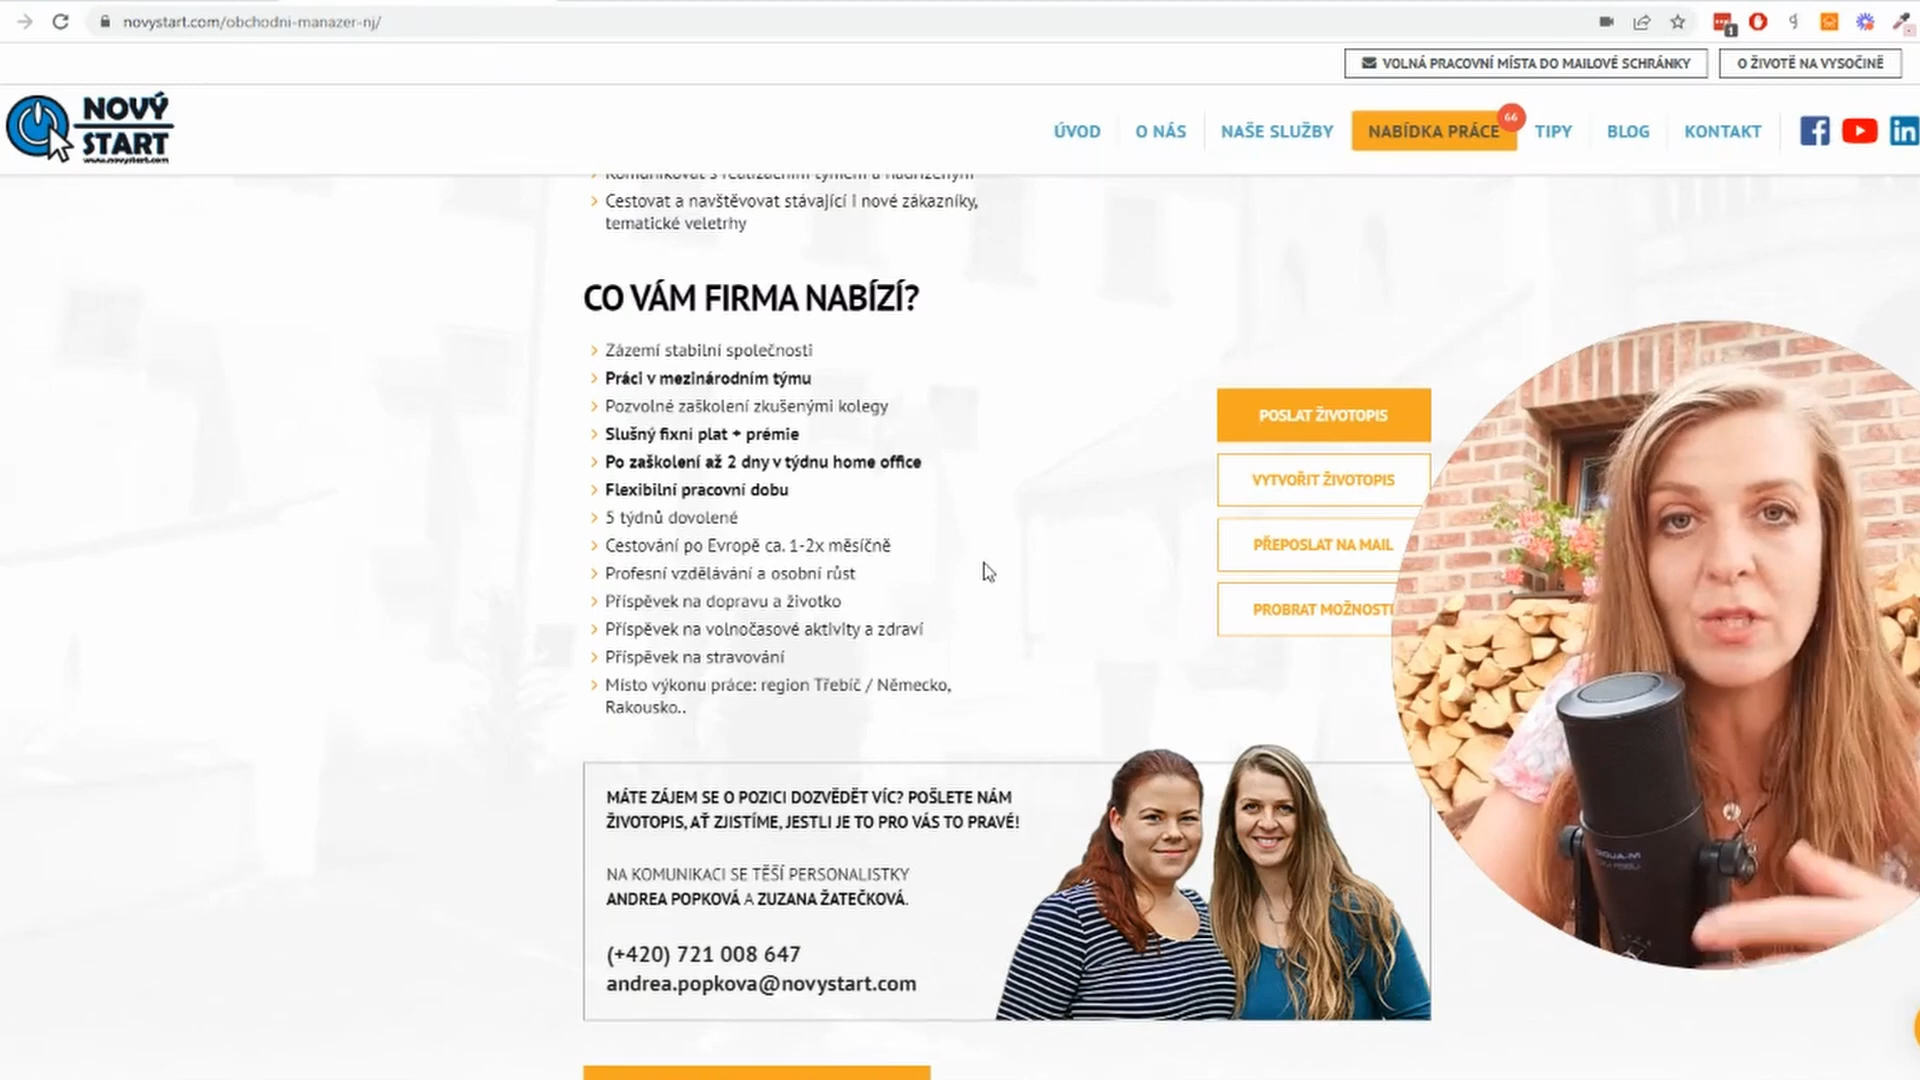 novystart.com/obchodni-manazer-nj/
VOLNÁ PRACOVNÍ MÍSTA DO MAILOVÉ SCHRÁNKY
O ŽIVOTĚ NA VYSOČINĚ
NOVÝ
START
www.novystart.com
ÚVOD
O NÁS
NAŠE SLUŽBY
NABÍDKA PRÁCE
66
TIPY
BLOG
KONTAKT
Komunikovat s realizačním týmem a nadřízeným
Cestovat a navštěvovat stávající i nové zákazníky,
tematické veletrhy
CO VÁM FIRMA NABÍZÍ?
Zázemí stabilní společnosti
Práci v mezinárodním týmu
Pozvolné zaškolení zkušenými kolegy
Slušný fixní plat + prémie
Po zaškolení až 2 dny v týdnu home office
Flexibilní pracovní dobu
5 týdnů dovolené
Cestování po Evropě ca. 1-2x měsíčně
Profesní vzdělávání a osobní růst
Příspěvek na dopravu a životko
Příspěvek na volnočasové aktivity a zdraví
Příspěvek na stravování
Místo výkonu práce: region Třebíč / Německo,
Rakousko..
POSLAT ŽIVOTOPIS
VYTVOŘIT ŽIVOTOPIS
PŘEPOSLAT NA MAIL
PROBRAT MOŽNOSTI
MÁTE ZÁJEM SE O POZICI DOZVĚDĚT VÍC? POŠLETE NÁM
ŽIVOTOPIS, AŤ ZJISTÍME, JESTLI JE TO PRO VÁS TO PRAVÉ!
NA KOMUNIKACI SE TĚŠÍ PERSONALISTKY
ANDREA POPKOVÁ A ZUZANA ŽATEČKOVÁ.
(+420) 721 008 647
andrea.popkova@novystart.com